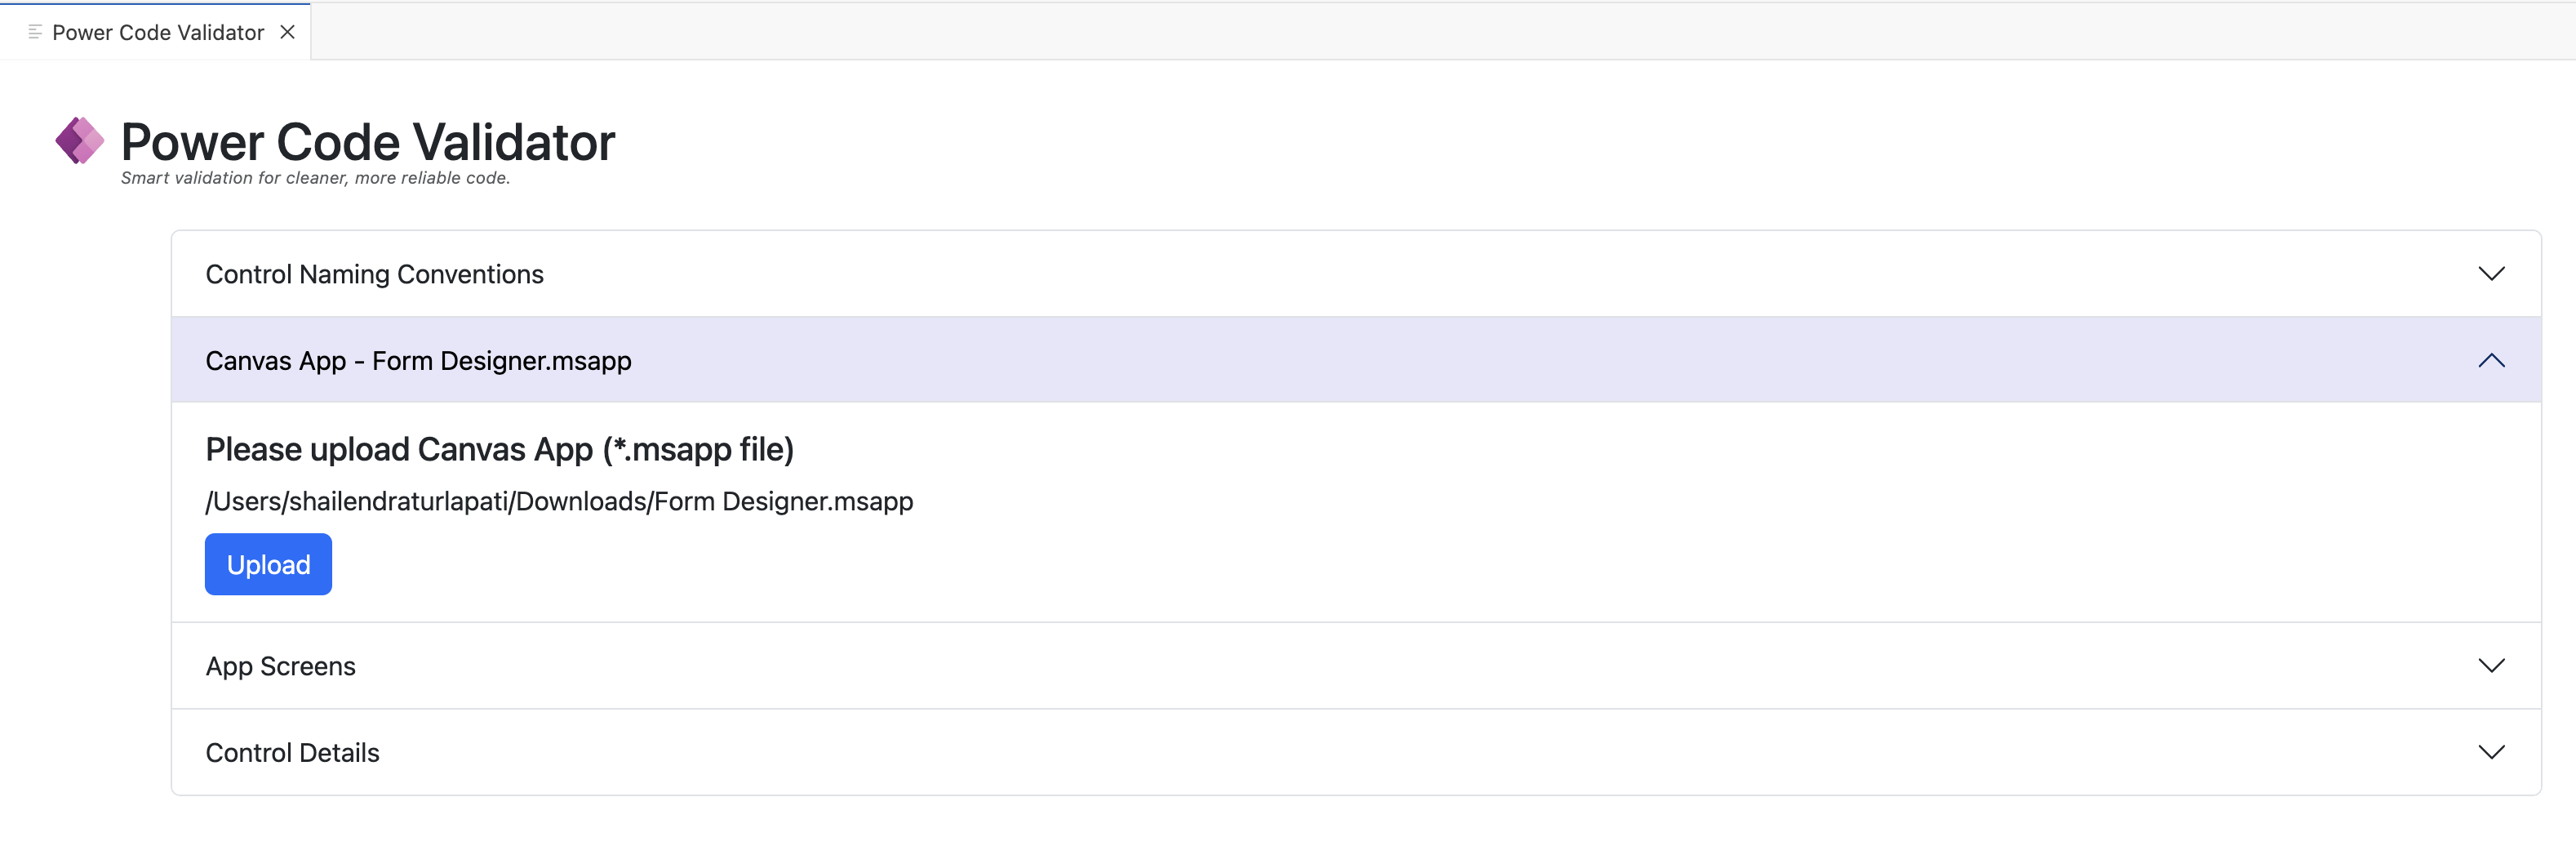 Power Code Validator
Power Code Validator
Smart validation for cleaner, more reliable code.
Control Naming Conventions
Canvas App - Form Designer.msapp
Please upload Canvas App (*.msapp file)
/Users/shailendraturlapati/Downloads/Form Designer.msapp
Upload
App Screens
Control Details